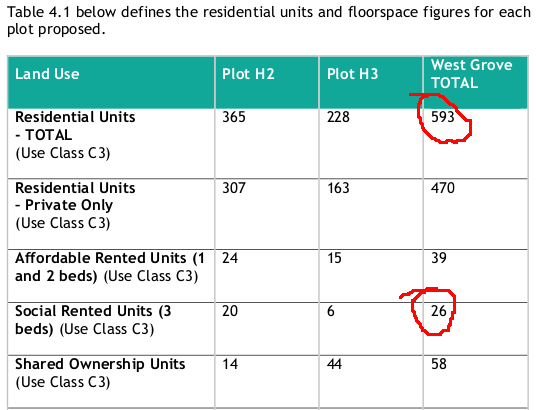 Table 4.1 below defines the residential units and floorspace figures for each
plot proposed.
Land Use Plot H2 Plot H3 West Grove
TOTAL
Residential Units 365 228 593
- TOTAL
(Use Class C3)
Residential Units 307 163 470
- Private Only
(Use Class C3)
Affordable Rented Units (1 24 15 39
and 2 beds) (Use Class C3)
Social Rented Units (3 20 6 26
beds) (Use Class C3)
Shared Ownership Units 14 44 58
(Use Class C3)